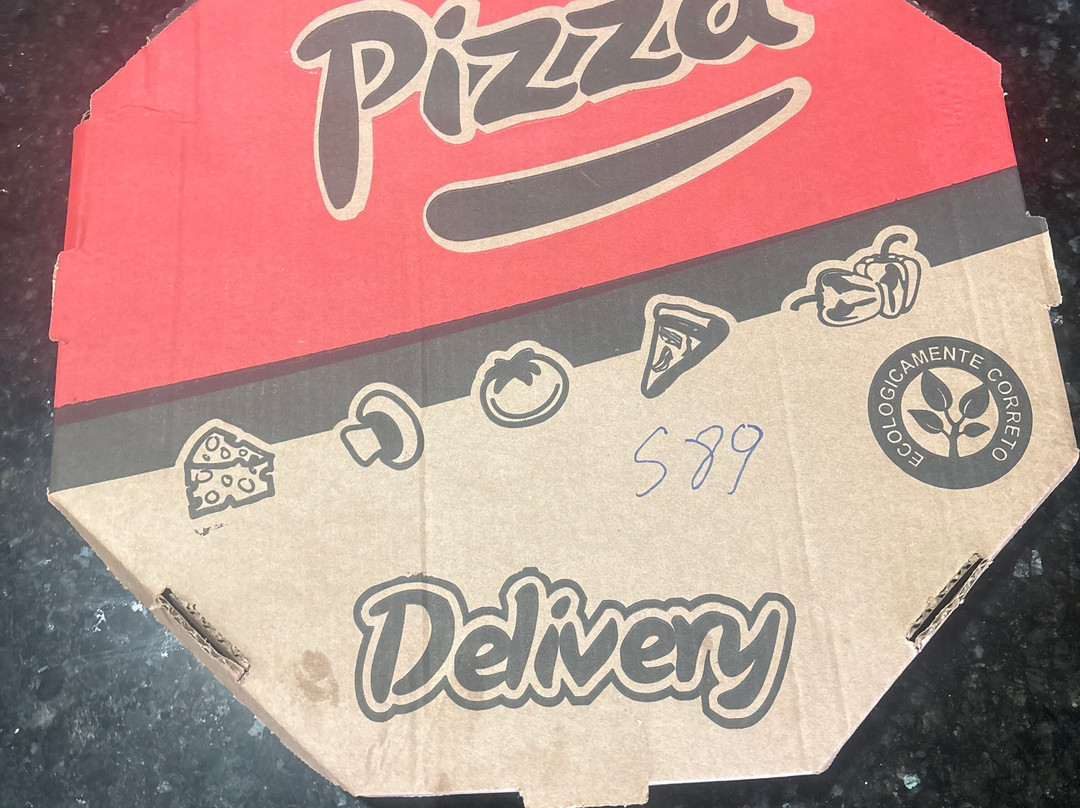 Pizza
ECOLOGICAMENTE CORRETO
589
Delivery